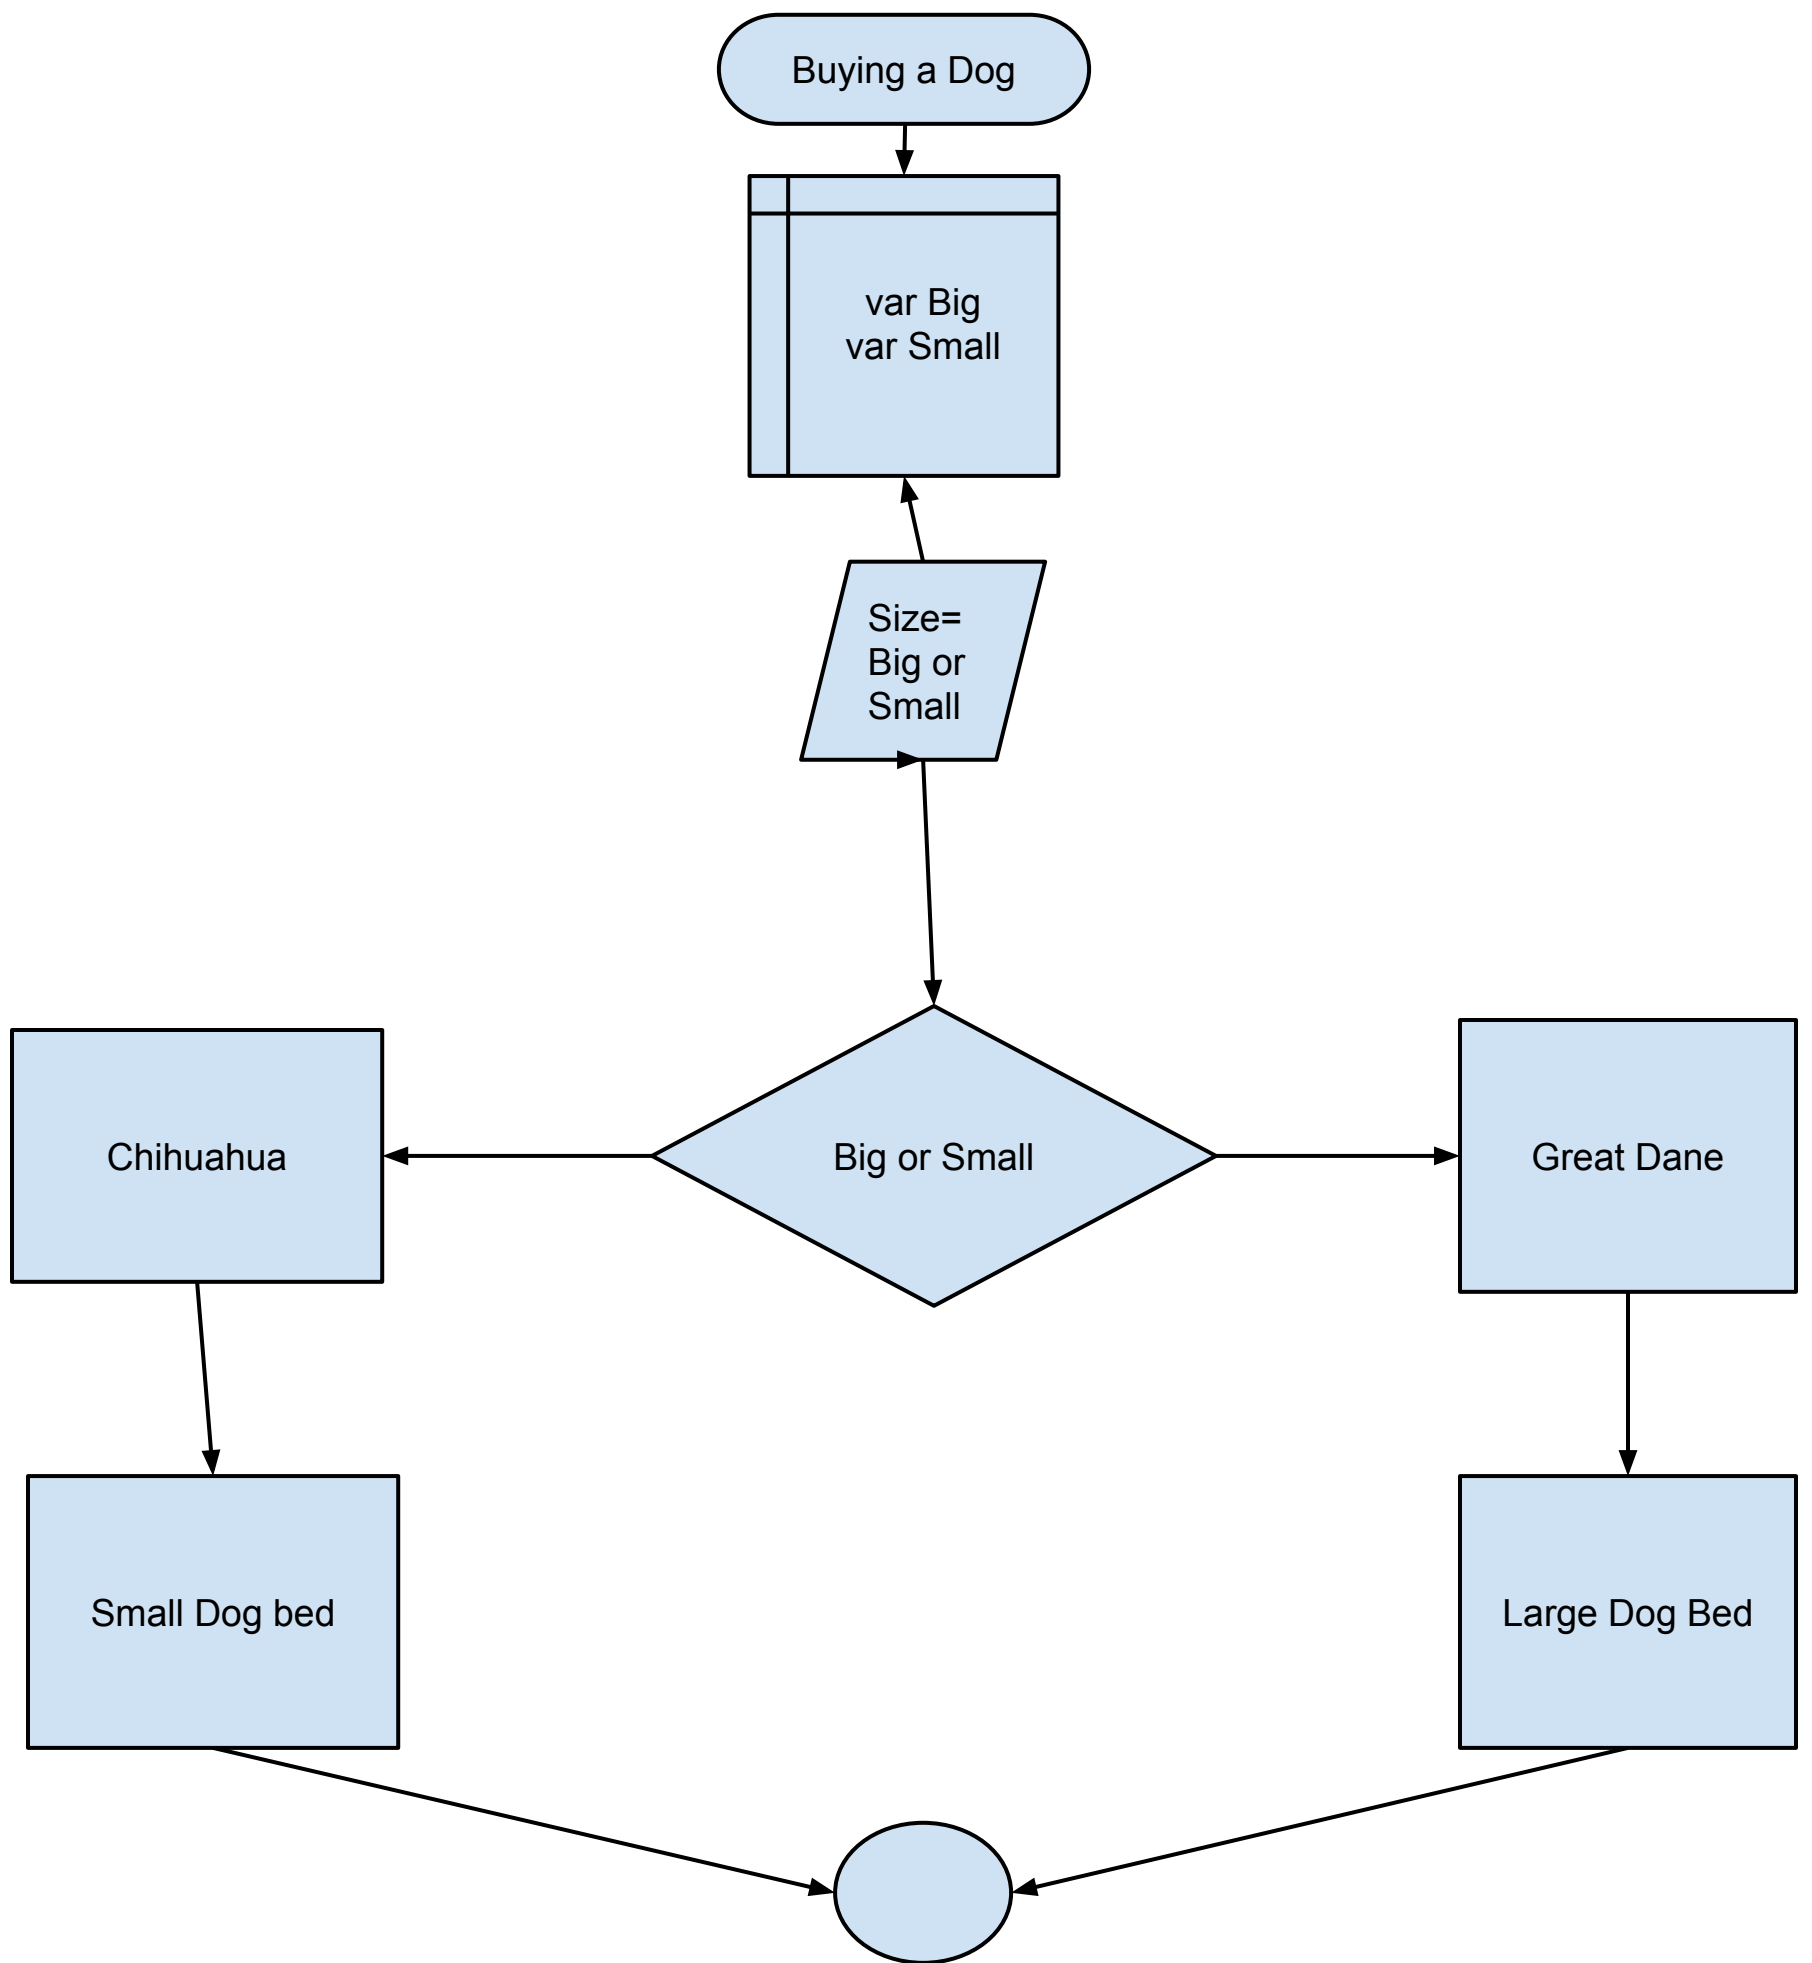 Buying a Dog
var Big
var Small
Size=
Big or
Small
Chihuahua
Big or Small
Great Dane
Small Dog bed
Large Dog Bed